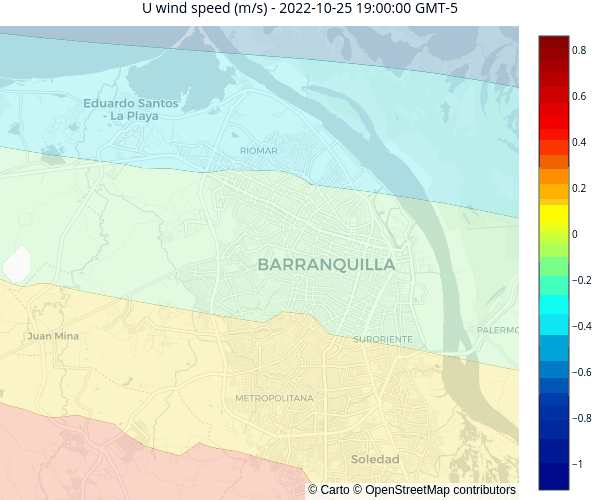 U wind speed (m/s) - 2022-10-25 19:00:00 GMT-5
Eduardo Santos
- La Playa
RIOMAR
BARRANQUILLA
Juan Mina
SURORIENTE
PALERMO
METROPOLITANA
Soledad
© Carto © OpenStreetMap contributors
0.8
0.6
0.4
0.2
0
−0.2
−0.4
−0.6
−0.8
−1